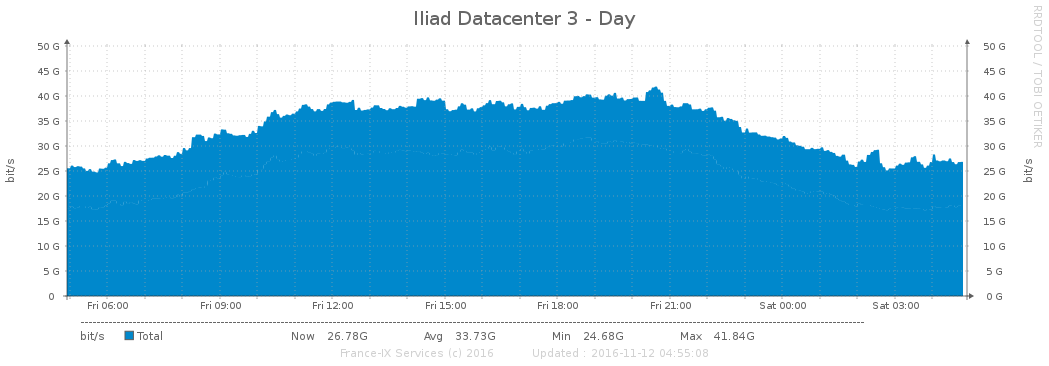 Iliad Datacenter 3 - Day
RRDTOOL / TOBI OETIKER
bit/s
50 G
45 G
40 G
35 G
30 G
25 G
20 G
15 G
10 G
5 G
0
50 G
45 G
40 G
35 G
30 G
25 G
20 G
15 G
10 G
5 G
0 G
bit/s
Fri 06:00 Fri 09:00 Fri 12:00 Fri 15:00 Fri 18:00 Fri 21:00 Sat 00:00 Sat 03:00
bit/s Total Now 26.78G Avg 33.73G Min 24.68G Max 41.84G
France-IX Services (c) 2016 Updated : 2016-11-12 04:55:08